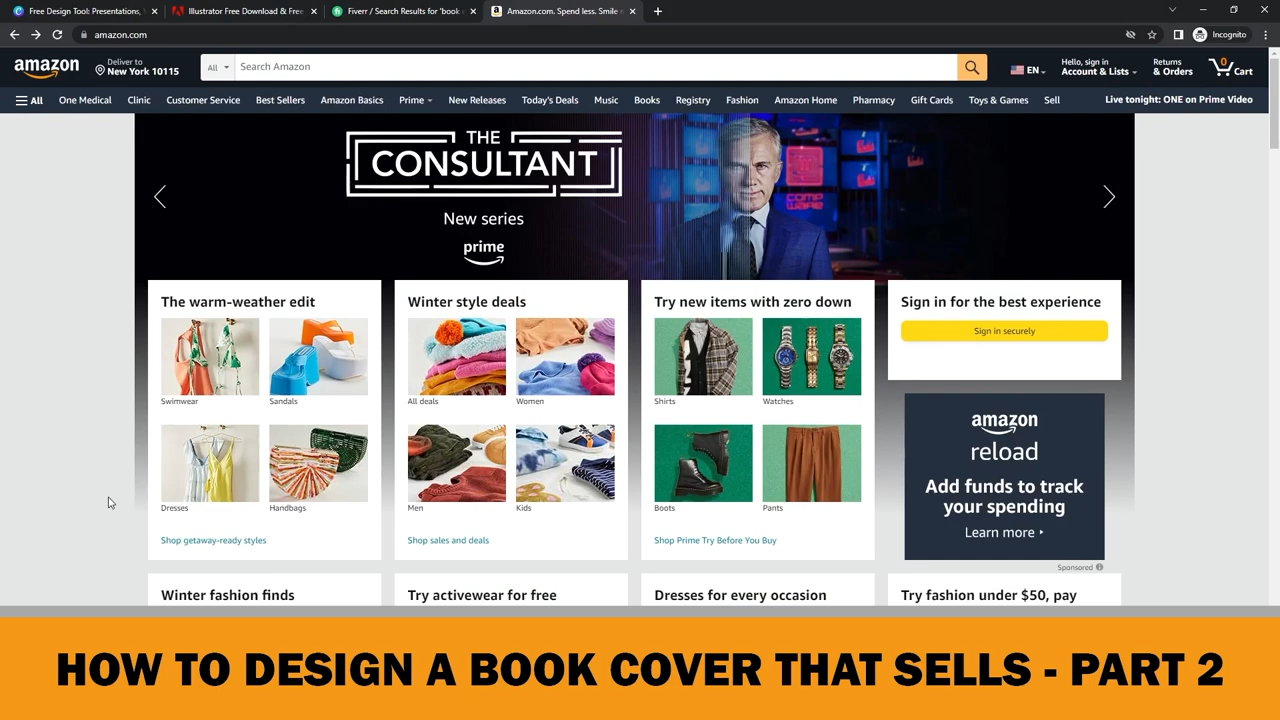 Free Design Tool: Presentations,
Illustrator Free Download & Free
Fiverr / Search Results for 'book c
Amazon.com. Spend less. Smile
amazon.com
Incognito
amazon
Deliver to
New York 10115
All
Search Amazon
EN
Hello, sign in
Account & Lists
Returns
& Orders
0
Cart
All
One Medical
Clinic
Customer Service
Best Sellers
Amazon Basics
Prime
New Releases
Today's Deals
Music
Books
Registry
Fashion
Amazon Home
Pharmacy
Gift Cards
Toys & Games
Sell
Live tonight: ONE on Prime Video
THE
CONSULTANT
New series
prime
COMP
WARE
The warm-weather edit
Swimwear
Sandals
Dresses
Handbags
Shop getaway-ready styles
Winter style deals
All deals
Women
Men
Kids
Shop sales and deals
Try new items with zero down
Shirts
Watches
Boots
Pants
Shop Prime Try Before You Buy
Sign in for the best experience
Sign in securely
amazon
reload
Add funds to track
your spending
Learn more
Sponsored
Winter fashion finds
Try activewear for free
Dresses for every occasion
Try fashion under $50, pay
HOW TO DESIGN A BOOK COVER THAT SELLS - PART 2